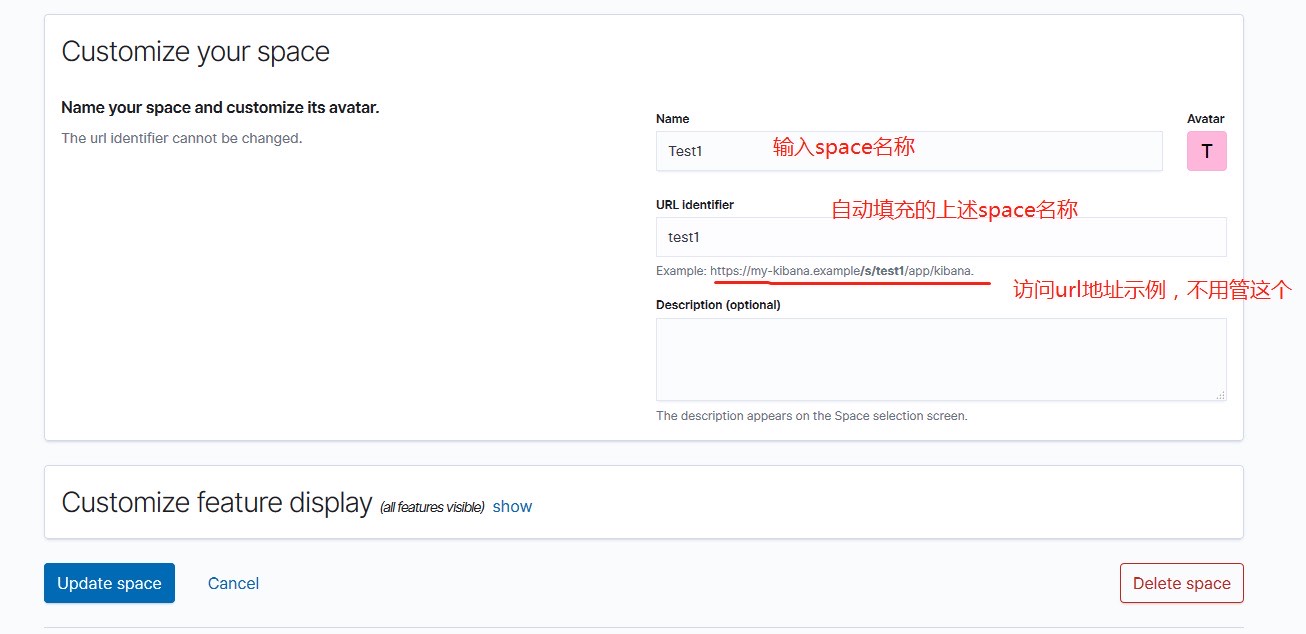 Customize your space
Name your space and customize its avatar.
The url identifier cannot be changed.
Name
Avatar
Test1
输入space名称
T
URL identifier
自动填充的上述space名称
test1
Example: https://my-kibana.example/s/test1/app/kibana.
访问url地址示例，不用管这个
Description (optional)
The description appears on the Space selection screen.
Customize feature display (all features visible) show
Update space
Cancel
Delete space